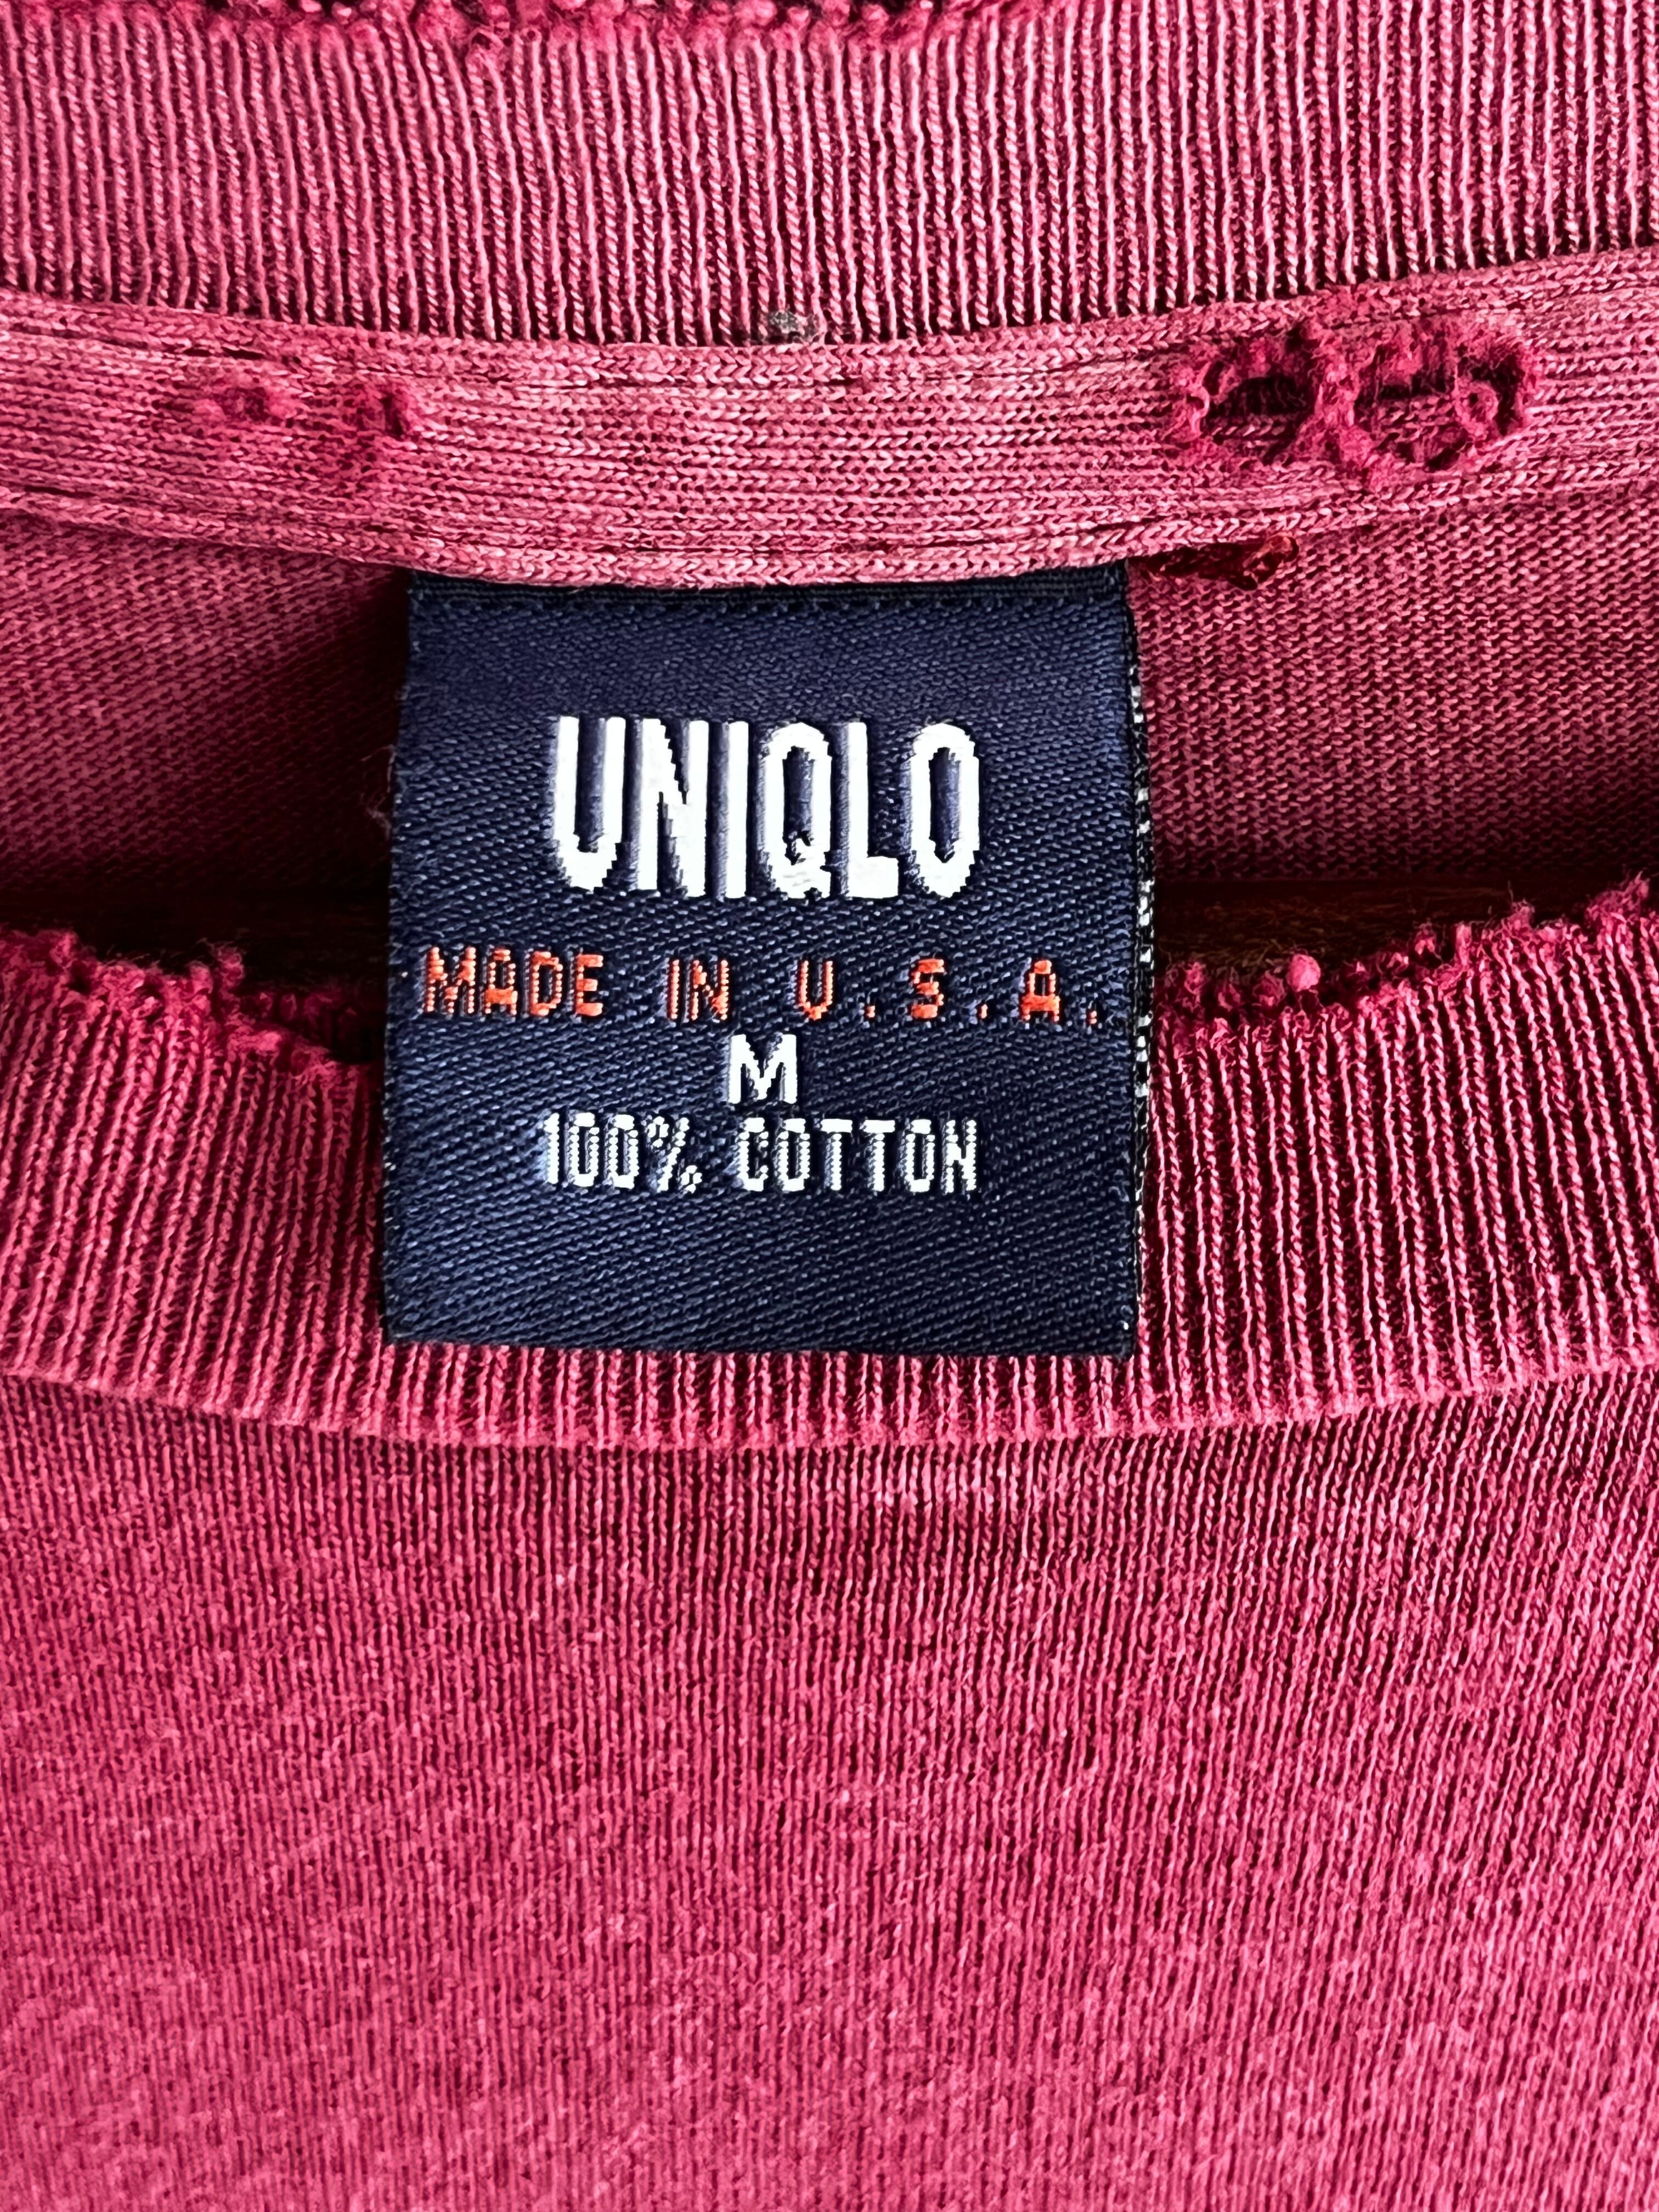 UNIQLO
MADE IN U.S.A.
M
100% COTTON